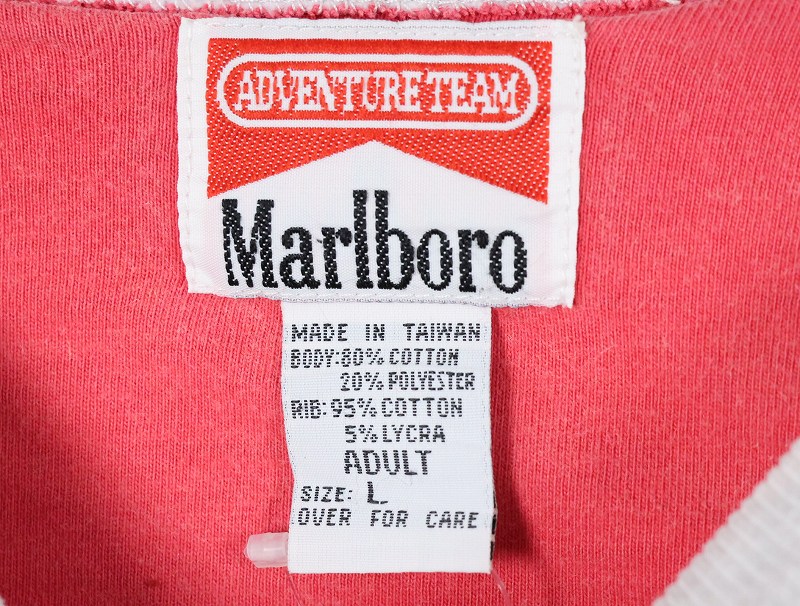 ADVENTURE TEAM
Marlboro
MADE IN TAIWAN
BODY: 80% COTTON
20% POLYESTER
RIB: 95% COTTON
5% LYCRA
ADULT
SIZE: L
OVER FOR CARE